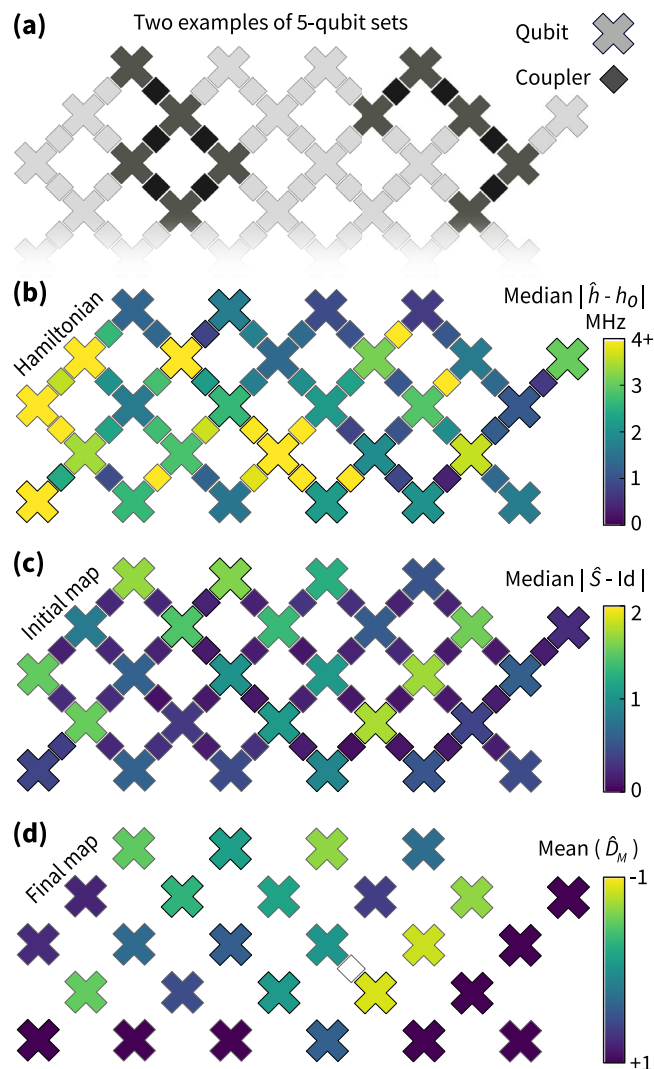 (a)
Two examples of 5-qubit sets
Qubit
Coupler
(b)
Hamiltonian
Median | ĥ - h₀ |
MHz
4+
3
2
1
0
(c)
Initial map
Median | Ŝ - Id |
2
1
0
(d)
Final map
Mean ( D̂_M )
-1
+1